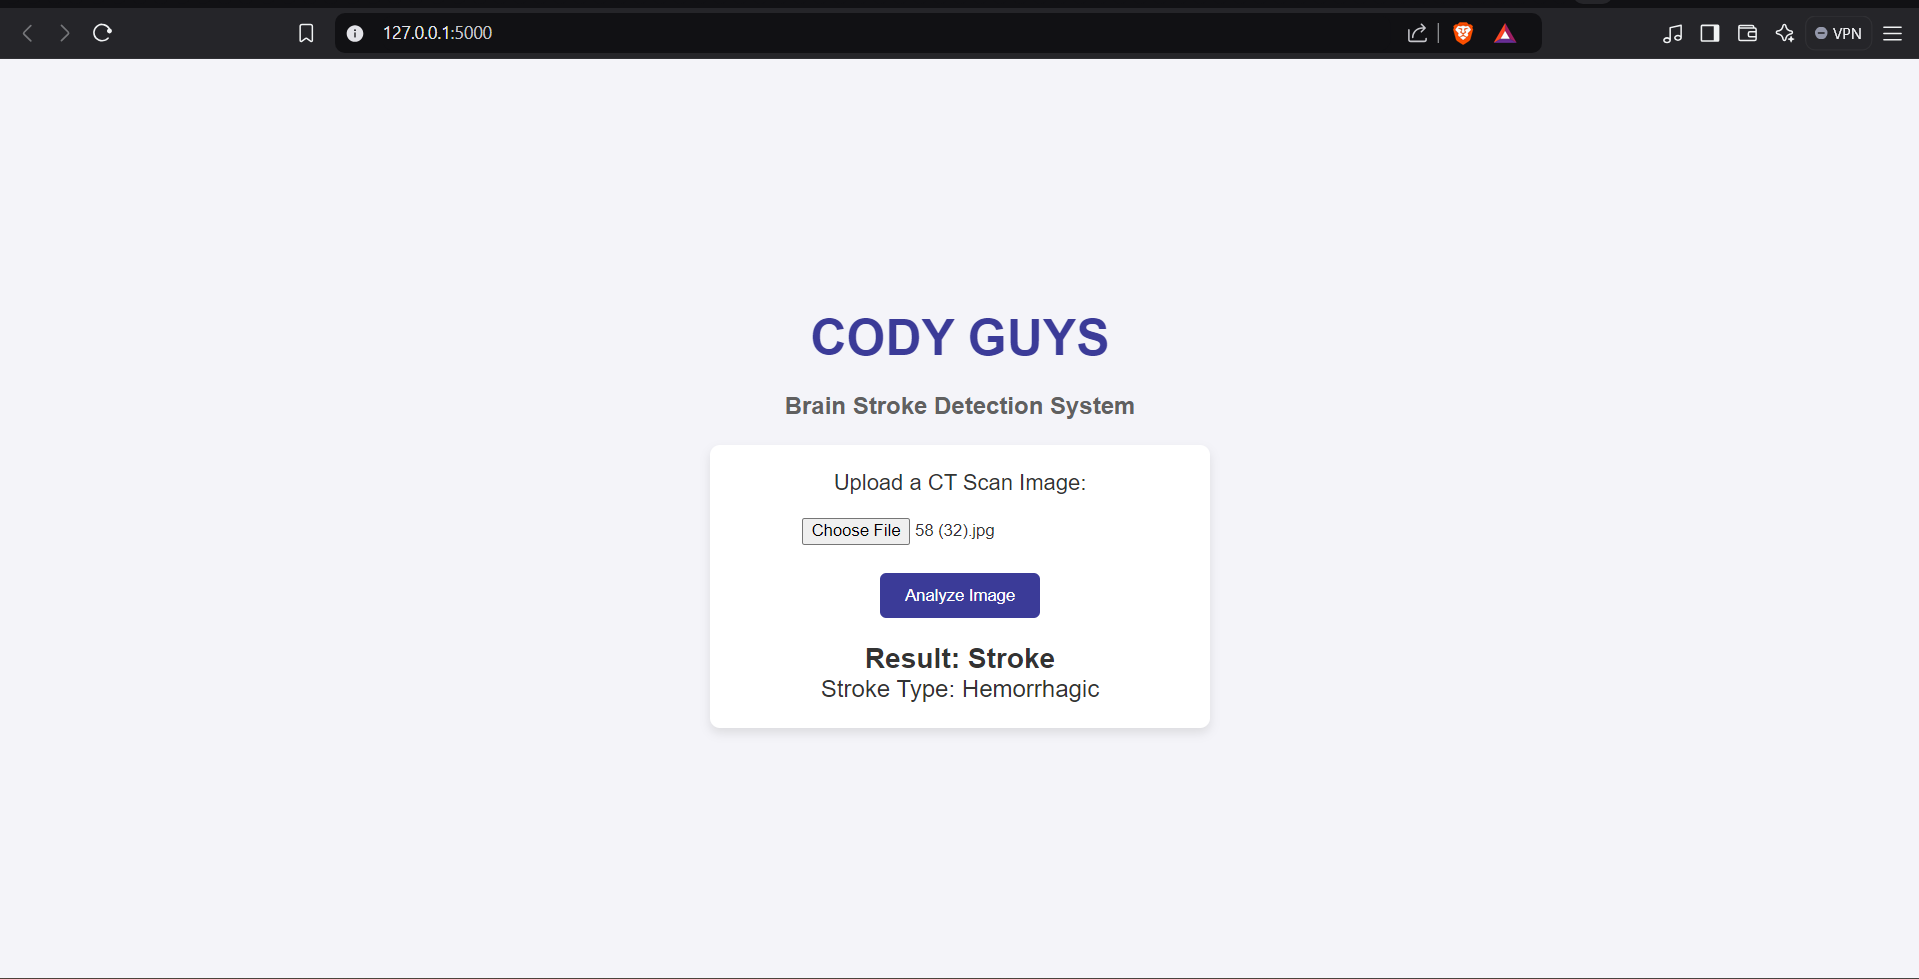 127.0.0.1:5000
VPN
CODY GUYS
Brain Stroke Detection System
Upload a CT Scan Image:
Choose File 58 (32).jpg
Analyze Image
Result: Stroke
Stroke Type: Hemorrhagic